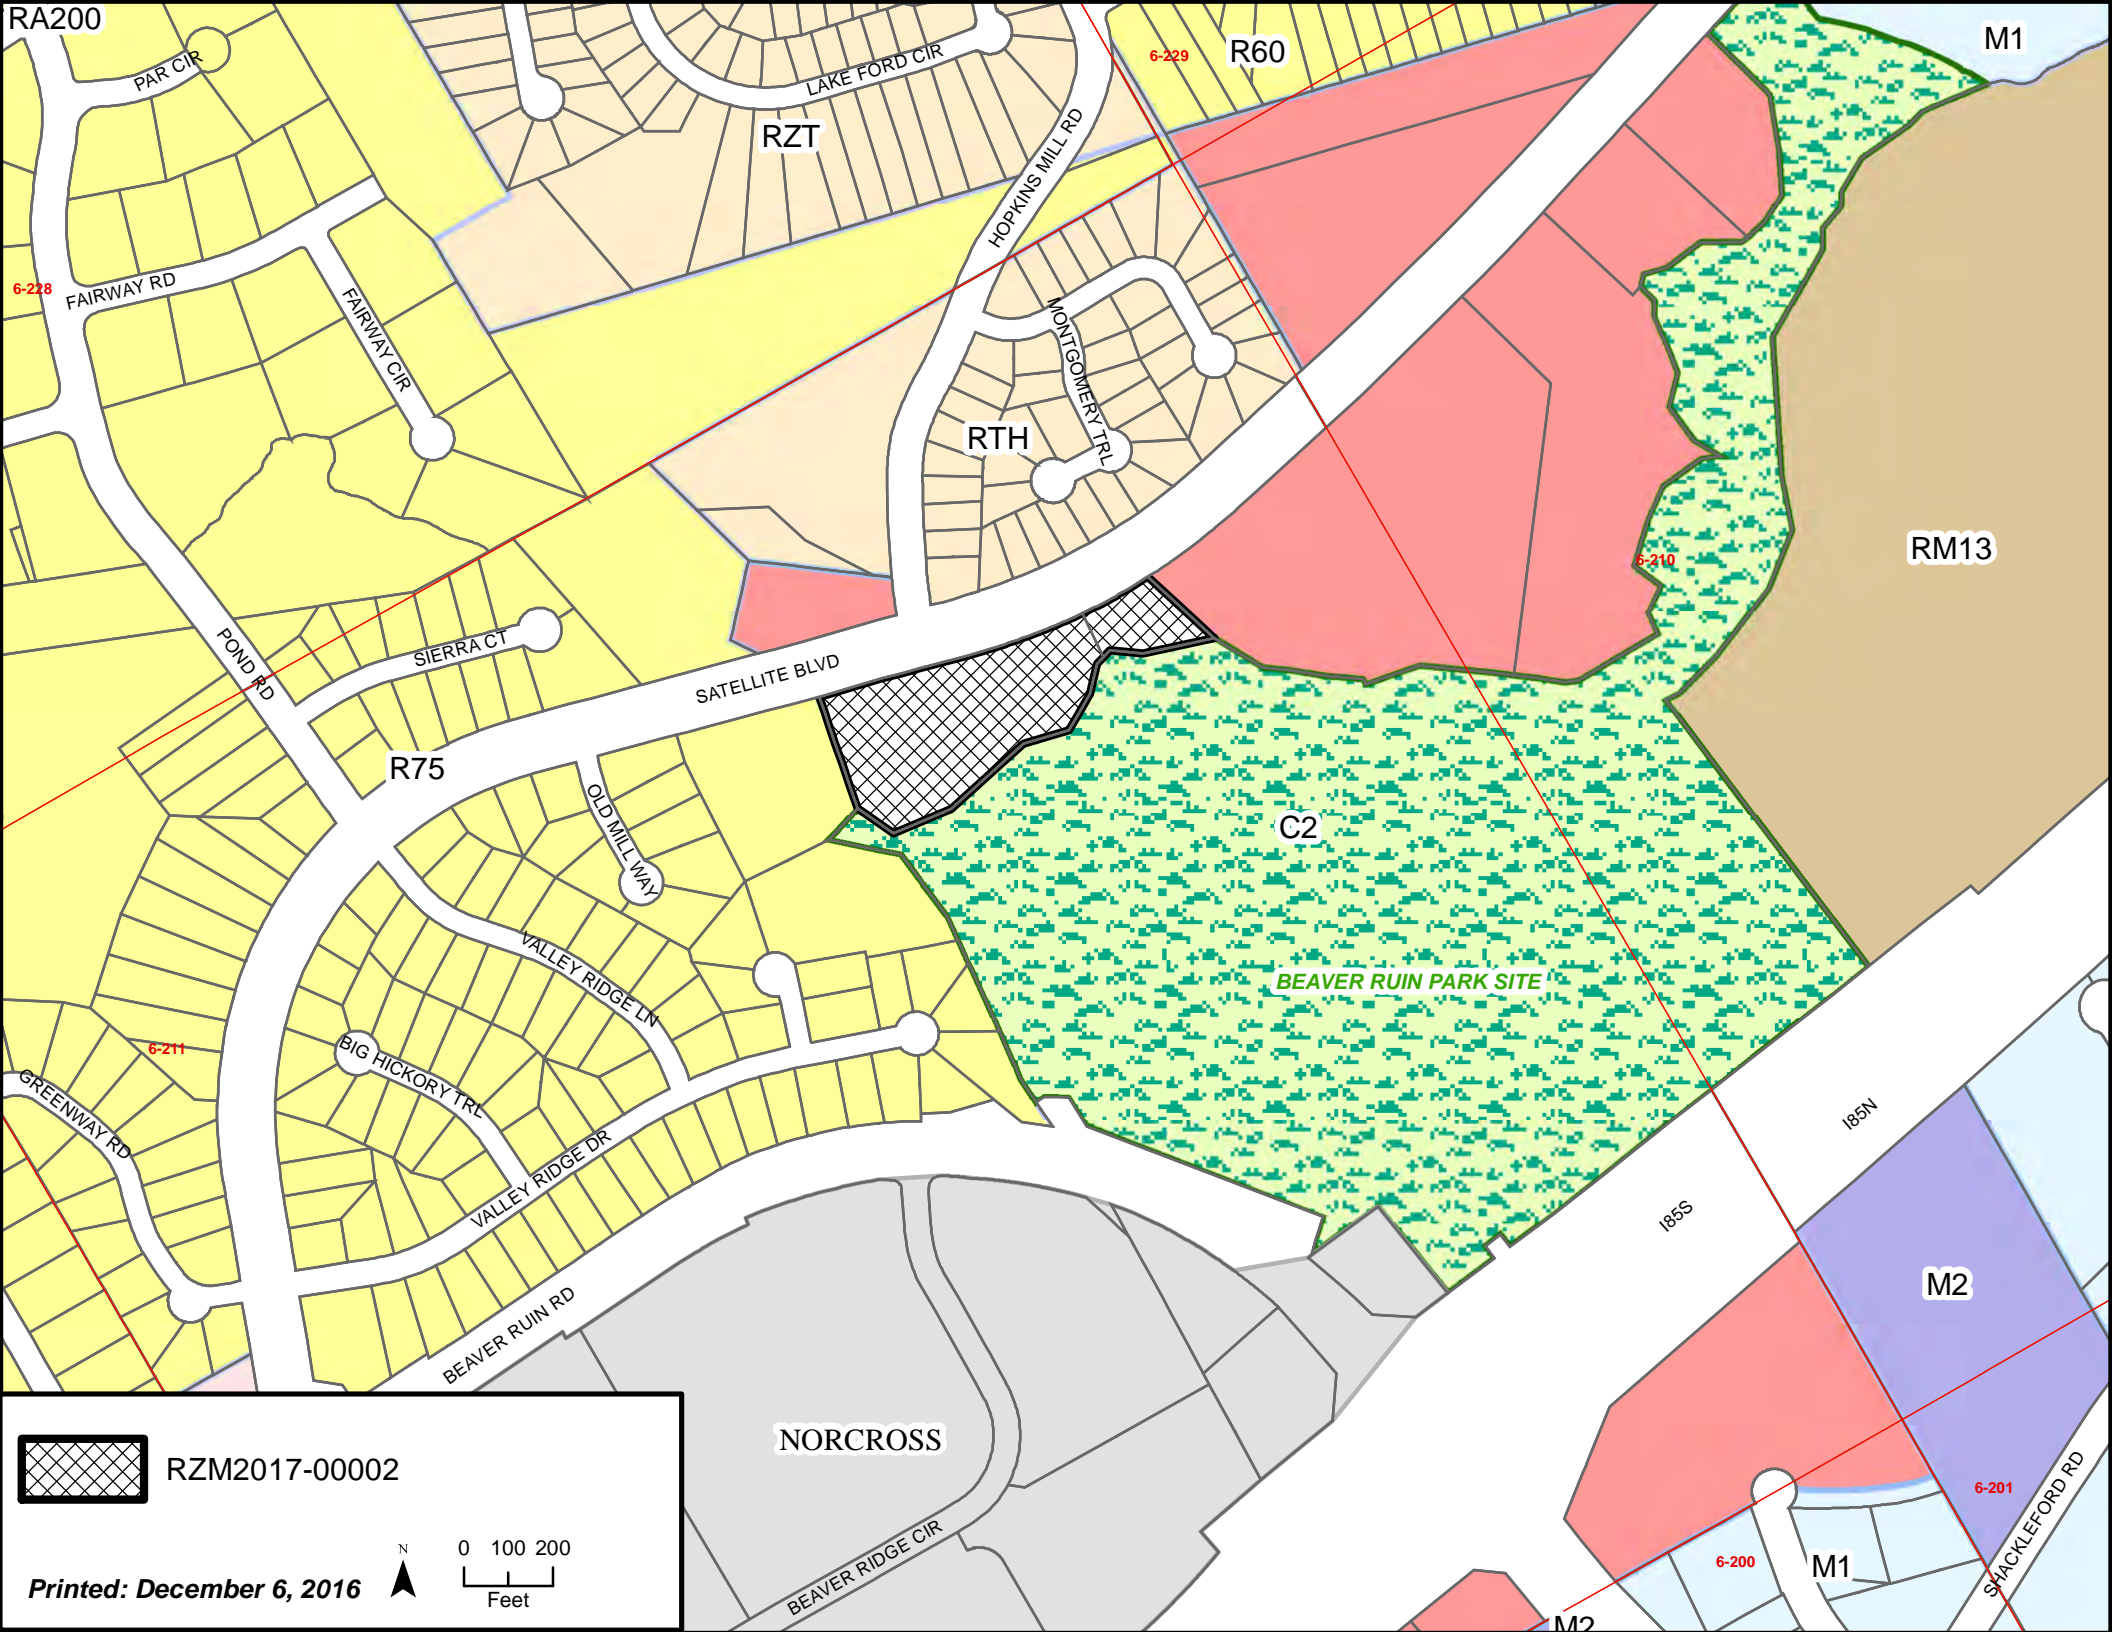 RA200
PAR CIR
LAKE FORD CIR
6-229
R60
M1
RZT
HOPKINS MILL RD
6-228
FAIRWAY RD
FAIRWAY CIR
MONTGOMERY TRL
RTH
RM13
6-210
POND RD
SIERRA CT
SATELLITE BLVD
R75
OLD MILL WAY
C2
VALLEY RIDGE LN
BEAVER RUIN PARK SITE
6-211
BIG HICKORY TRL
GREENWAY RD
VALLEY RIDGE DR
I85N
I85S
M2
BEAVER RUIN RD
NORCROSS
RZM2017-00002
6-201
SHACKLEFORD RD
BEAVER RIDGE CIR
6-200
M1
N
0 100 200
Feet
Printed: December 6, 2016
M2